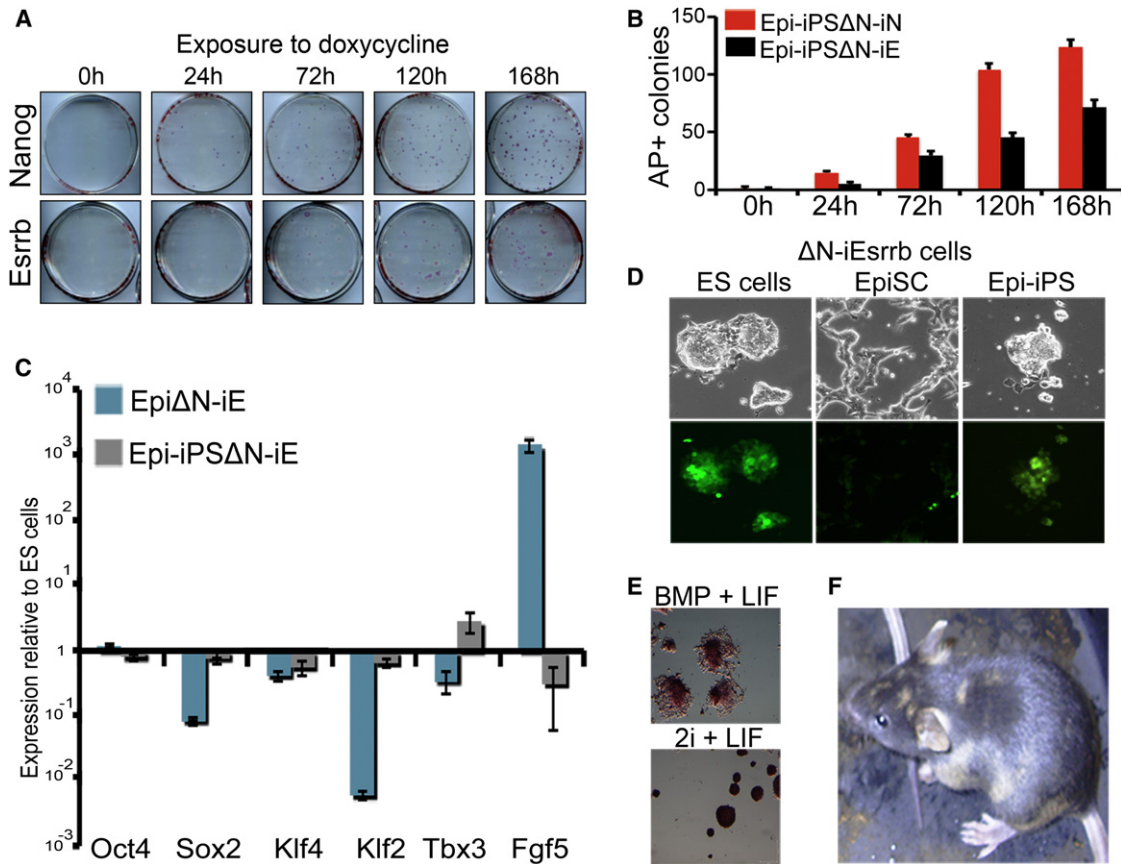 A
Exposure to doxycycline
0h 24h 72h 120h 168h
Nanog
Esrrb
B
150
100
50
0
AP+ colonies
Epi-iPSΔN-iN
Epi-iPSΔN-iE
0h 24h 72h 120h 168h
C
Expression relative to ES cells
10^4
10^3
10^2
10^1
1
10^-1
10^-2
10^-3
EpiΔN-iE
Epi-iPSΔN-iE
Oct4 Sox2 Klf4 Klf2 Tbx3 Fgf5
ΔN-iEsrrb cells
D
ES cells EpiSC Epi-iPS
E
BMP + LIF
2i + LIF
F